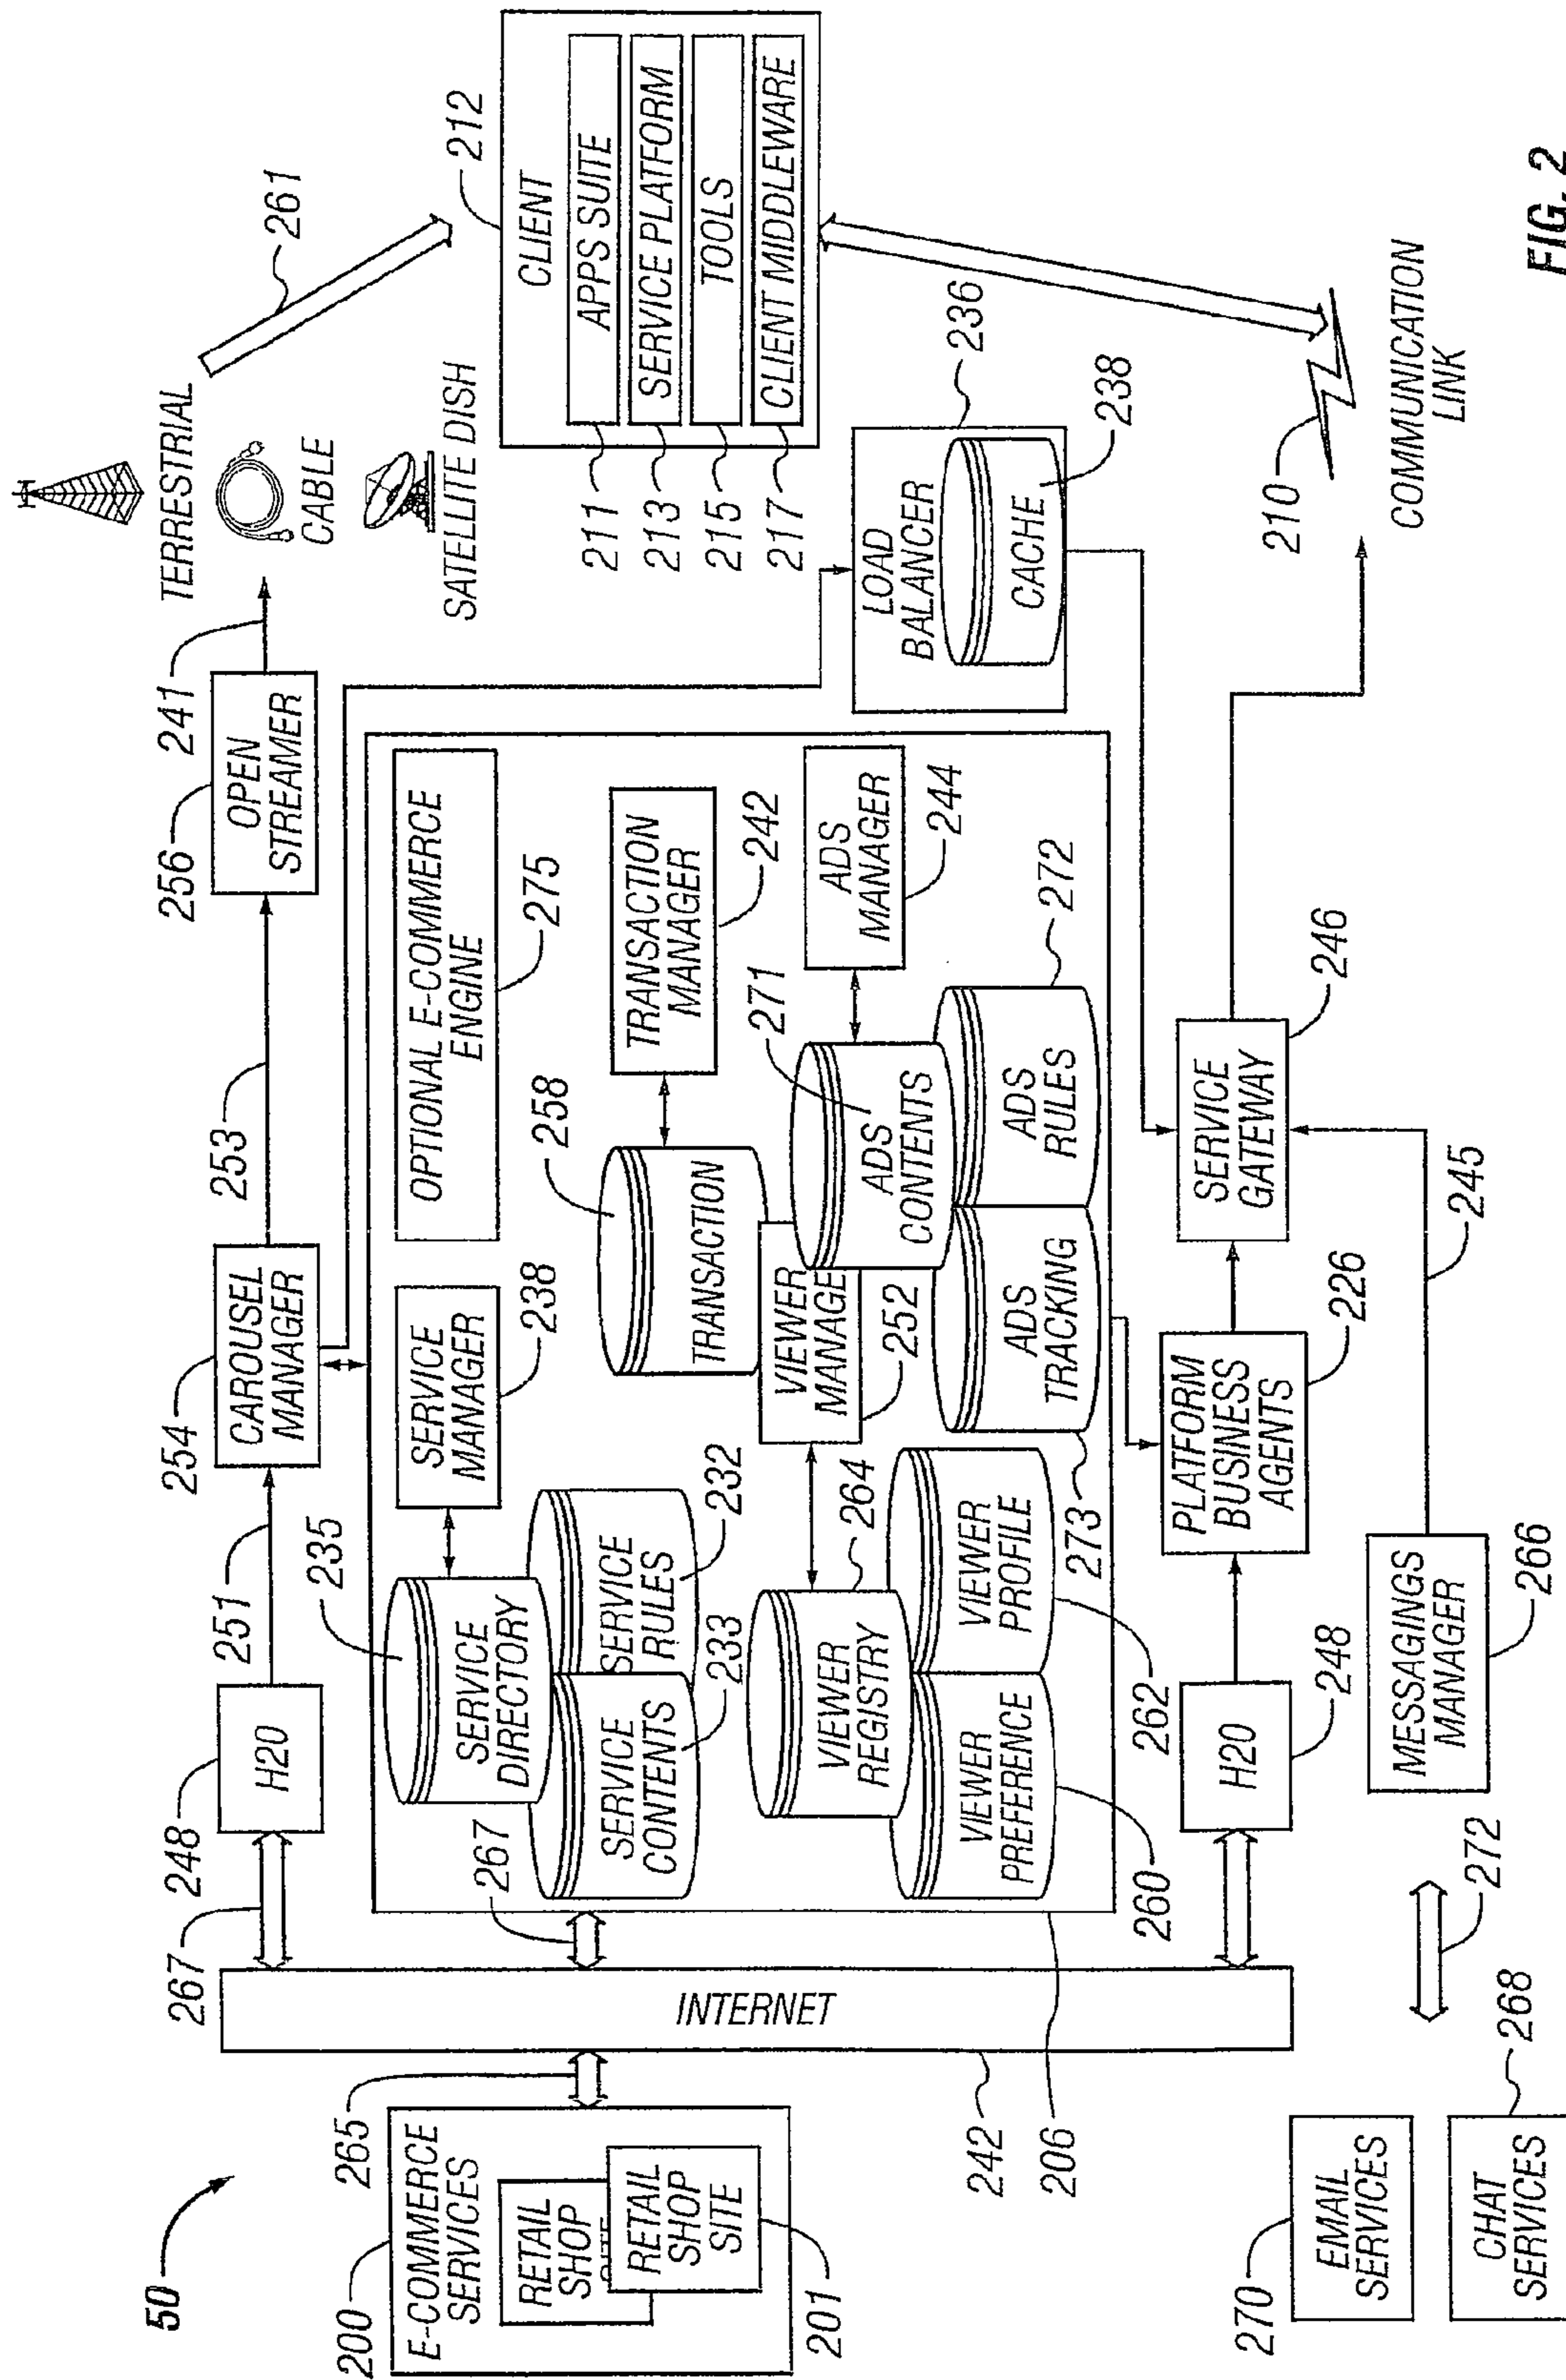 50
200
E-COMMERCE
SERVICES
RETAIL
SHOP
SITE
RETAIL
SHOP
SITE
201
265
INTERNET
242
206
267
248
H20
251
254
CAROUSEL
MANAGER
253
256
OPEN
STREAMER
241
TERRESTRIAL
CABLE
SATELLITE DISH
261
212
CLIENT
APPS SUITE
SERVICE PLATFORM
TOOLS
CLIENT MIDDLEWARE
211
213
215
217
267
235
SERVICE
DIRECTORY
SERVICE
CONTENTS
233
SERVICE
RULES
232
SERVICE
MANAGER
238
OPTIONAL E-COMMERCE
ENGINE
275
258
TRANSACTION
TRANSACTION
MANAGER
242
VIEWER
REGISTRY
264
VIEWER
PREFERENCE
260
VIEWER
PROFILE
262
VIEWER
MANAGE
252
ADS
CONTENTS
271
ADS
TRACKING
273
ADS
RULES
272
ADS
MANAGER
244
LOAD
BALANCER
236
CACHE
238
H20
248
PLATFORM
BUSINESS
AGENTS
226
SERVICE
GATEWAY
246
245
210
COMMUNICATION
LINK
MESSAGINGS
MANAGER
266
272
270
EMAIL
SERVICES
CHAT
SERVICES
268
FIG. 2